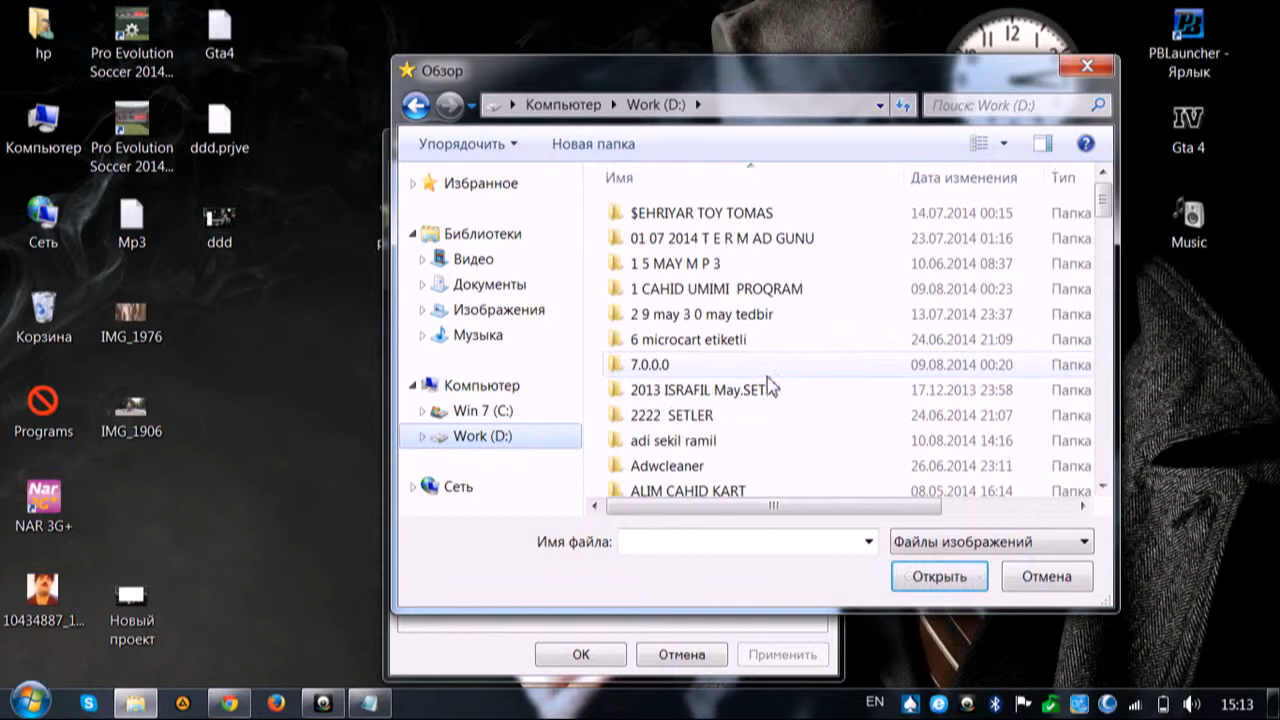 hp
Pro Evolution
Soccer 2014...
Gta4
Компьютер
Pro Evolution
Soccer 2014...
ddd.prjve
Сеть
Mp3
ddd
Корзина
IMG_1976
Programs
IMG_1906
NAR 3G+
10434887_1...
Новый
проект
PBLauncher -
Ярлык
Gta 4
Music
Обзор
Компьютер
Work (D:)
Поиск: Work (D:)
Упорядочить
Новая папка
Избранное
Библиотеки
Видео
Документы
Изображения
Музыка
Компьютер
Win 7 (C:)
Work (D:)
Сеть
Имя Дата изменения Тип
$EHRIYAR TOY TOMAS 14.07.2014 00:15 Папка
01 07 2014 T E R M AD GUNU 23.07.2014 01:16 Папка
1 5 MAY M P 3 10.06.2014 08:37 Папка
1 CAHID UMIMI PROQRAM 09.08.2014 00:23 Папка
2 9 may 3 0 may tedbir 13.07.2014 23:37 Папка
6 microcart etiketli 24.06.2014 21:09 Папка
7.0.0.0 09.08.2014 00:20 Папка
2013 ISRAFIL May.SET 17.12.2013 23:58 Папка
2222 SETLER 24.06.2014 21:07 Папка
adi sekil ramil 10.08.2014 14:16 Папка
Adwcleaner 26.06.2014 23:11 Папка
ALIM CAHID KART 08.05.2014 16:14 Папка
Имя файла:
Файлы изображений
Открыть
Отмена
OK
Отмена
Применить
EN
15:13